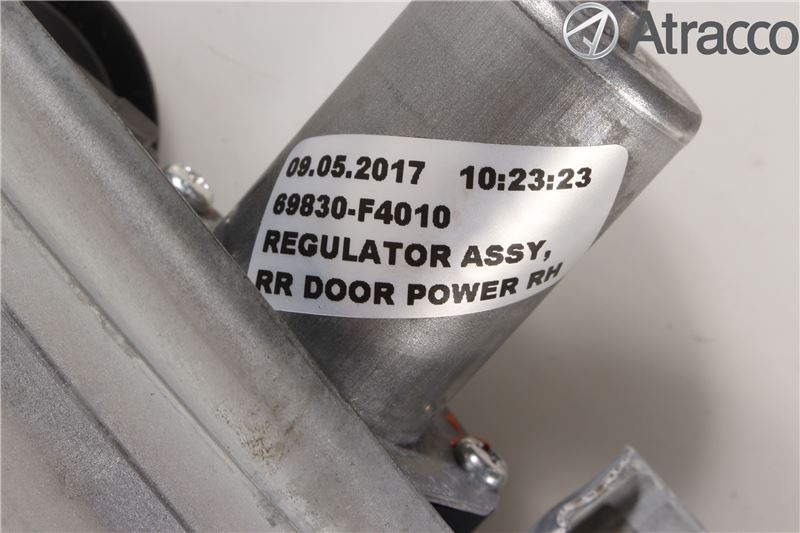 Atracco
09.05.2017 10:23:23
69830-F4010
REGULATOR ASSY,
RR DOOR POWER RH